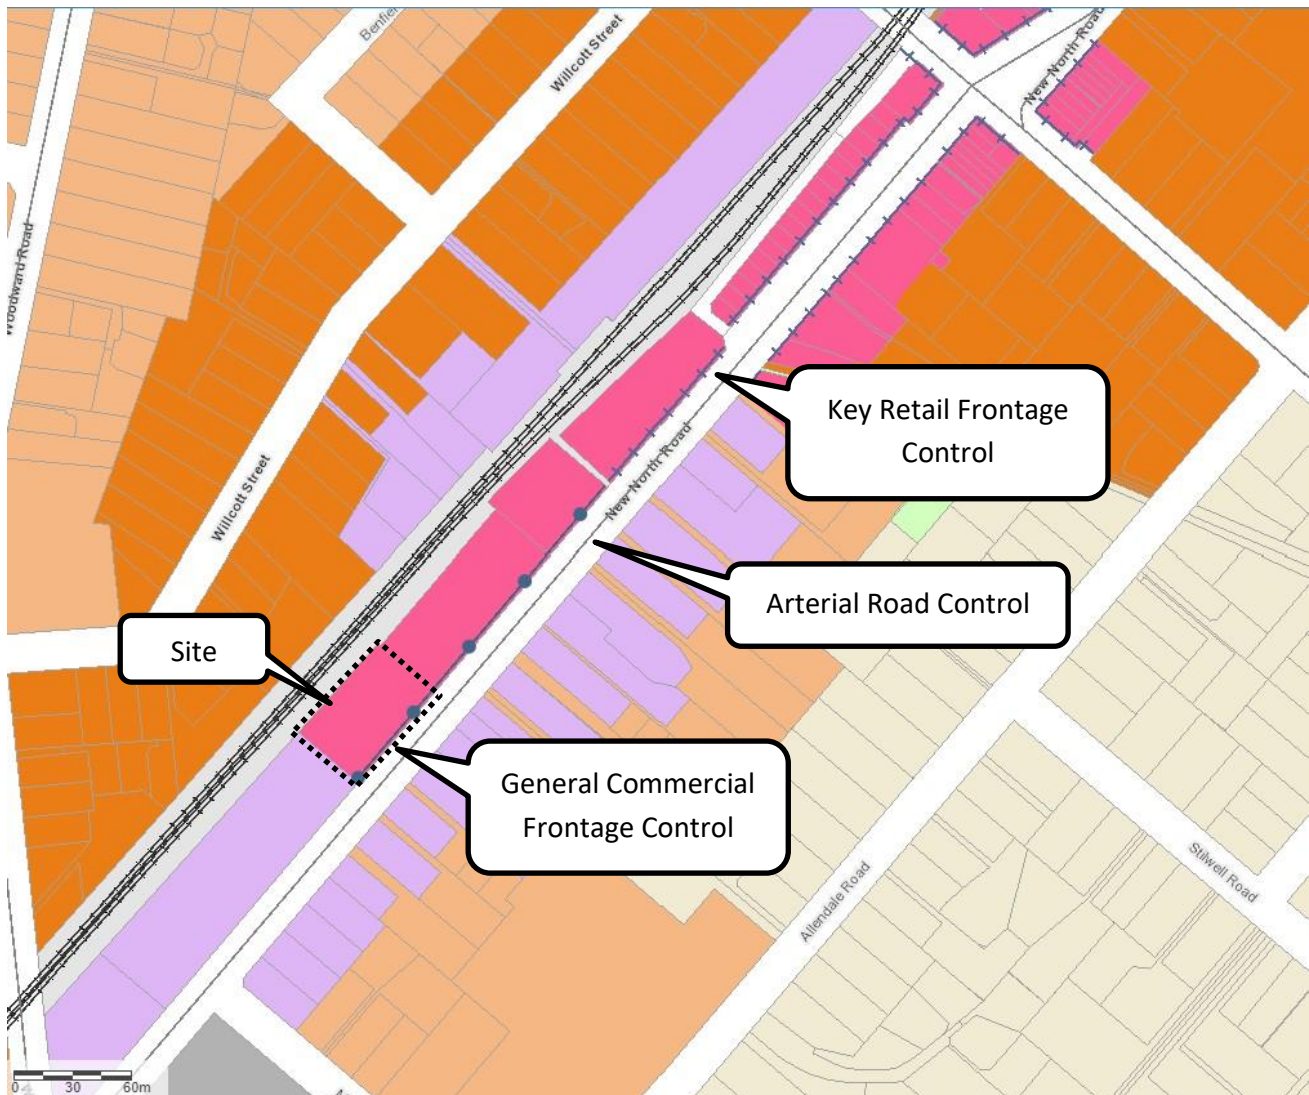 Benfie
Willcott Street
New North Road
Woodward Road
Key Retail Frontage
Control
New North Road
Willcott Street
Arterial Road Control
Site
General Commercial
Frontage Control
Allendale Road
Stilwell Road
0 30 60m